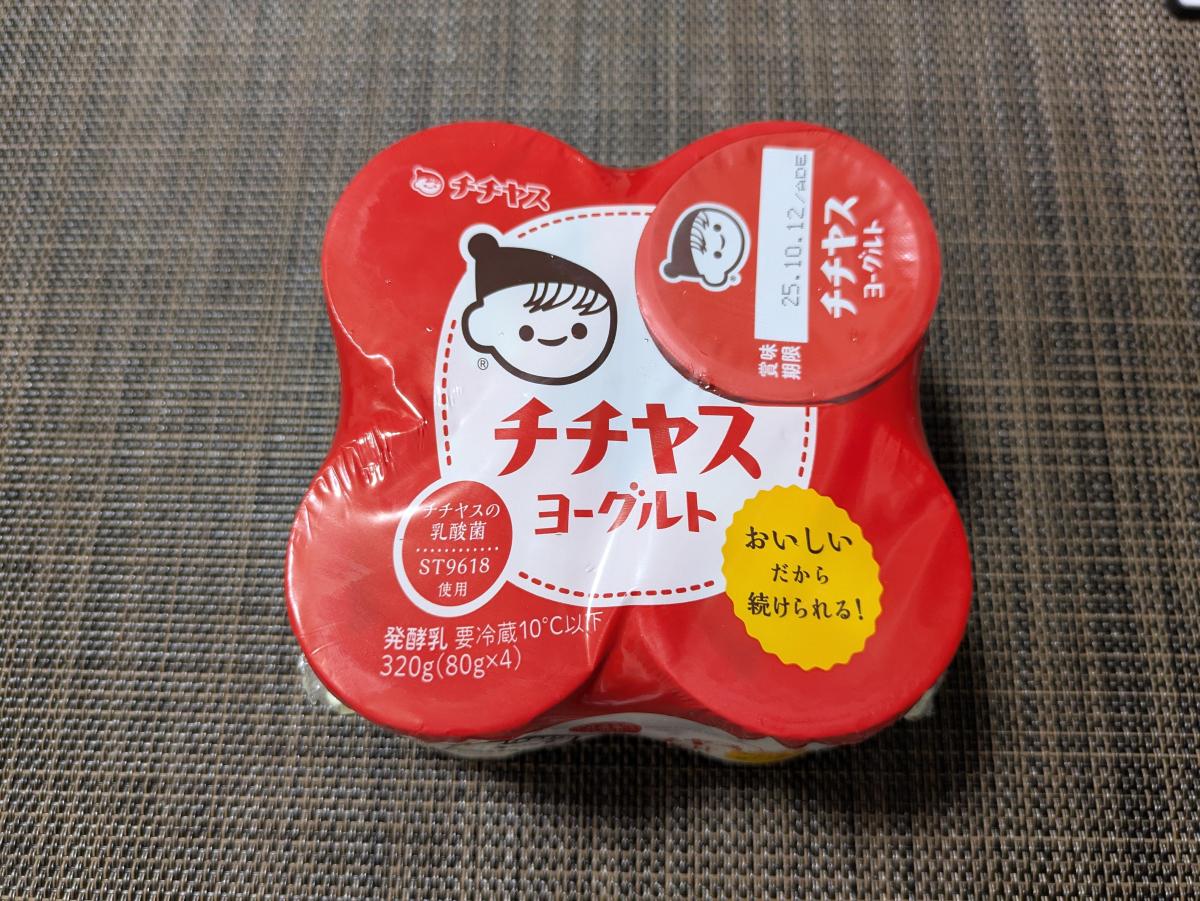 チチヤス
®
チチヤス
ヨーグルト
チチヤスの
乳酸菌
ST9618
使用
発酵乳 要冷蔵10℃以下
320g(80g×4)
おいしい
だから
続けられる!
チチヤス
ヨーグルト
25.10.12/ADE
賞味
期限